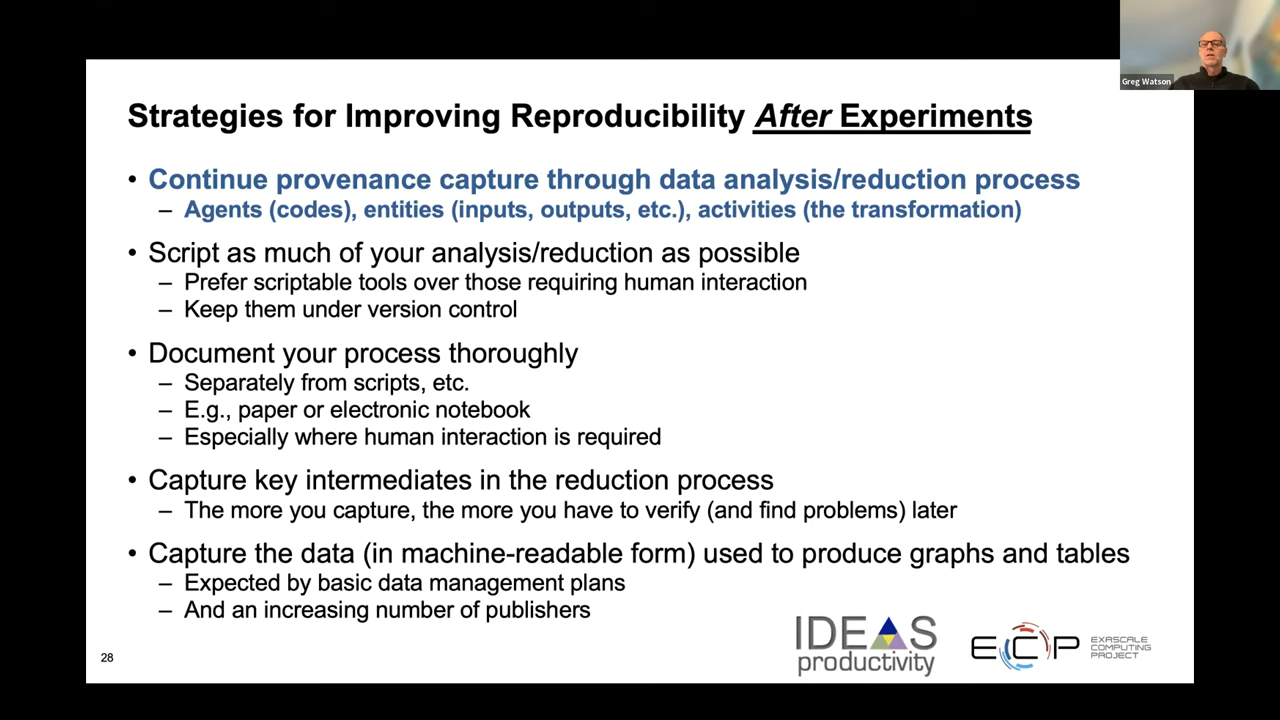 Greg Watson
Strategies for Improving Reproducibility After Experiments
• Continue provenance capture through data analysis/reduction process
– Agents (codes), entities (inputs, outputs, etc.), activities (the transformation)
• Script as much of your analysis/reduction as possible
– Prefer scriptable tools over those requiring human interaction
– Keep them under version control
• Document your process thoroughly
– Separately from scripts, etc.
– E.g., paper or electronic notebook
– Especially where human interaction is required
• Capture key intermediates in the reduction process
– The more you capture, the more you have to verify (and find problems) later
• Capture the data (in machine-readable form) used to produce graphs and tables
– Expected by basic data management plans
– And an increasing number of publishers
28
IDEAS
productivity
ECP
EXASCALE
COMPUTING
PROJECT